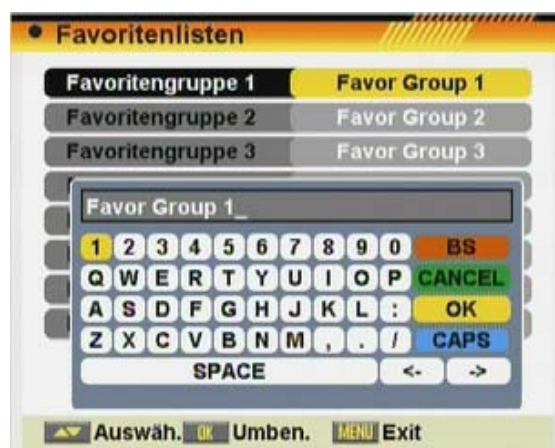 Favoritenlisten
Favoritengruppe 1 Favor Group 1
Favoritengruppe 2 Favor Group 2
Favoritengruppe 3 Favor Group 3
Favor Group 1_
1 2 3 4 5 6 7 8 9 0 BS
Q W E R T Y U I O P CANCEL
A S D F G H J K L : OK
Z X C V B N M , . / CAPS
SPACE <- ->
Auswäh. OK Umben. MENU Exit